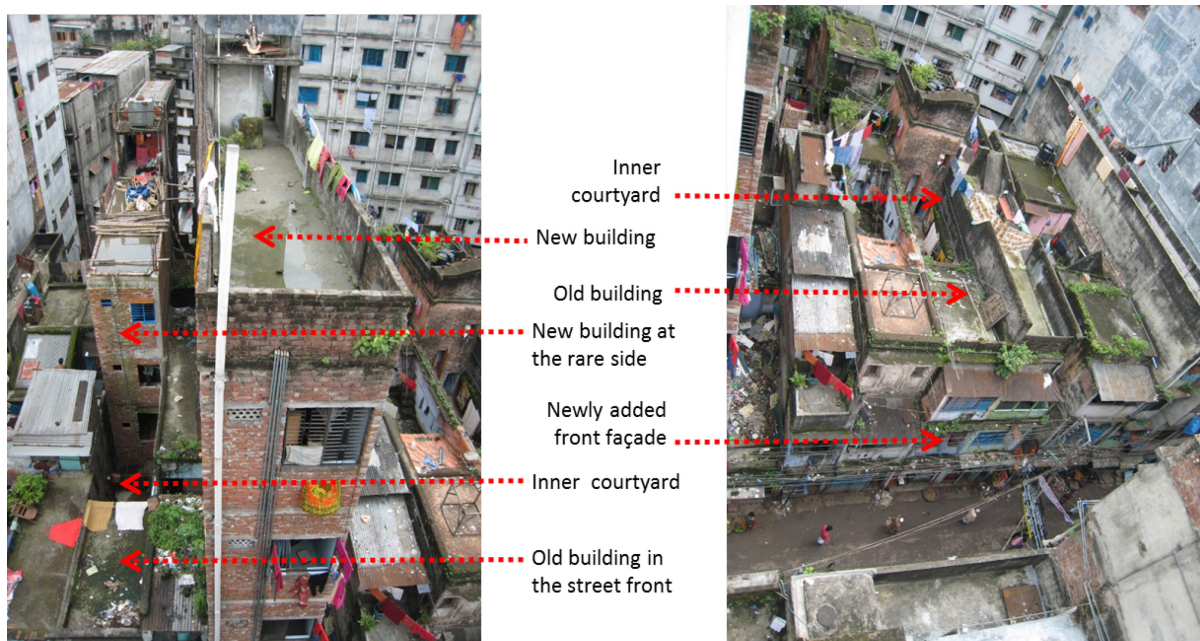 Inner
courtyard
New building
Old building
New building at
the rare side
Newly added
front façade
Inner courtyard
Old building in
the street front